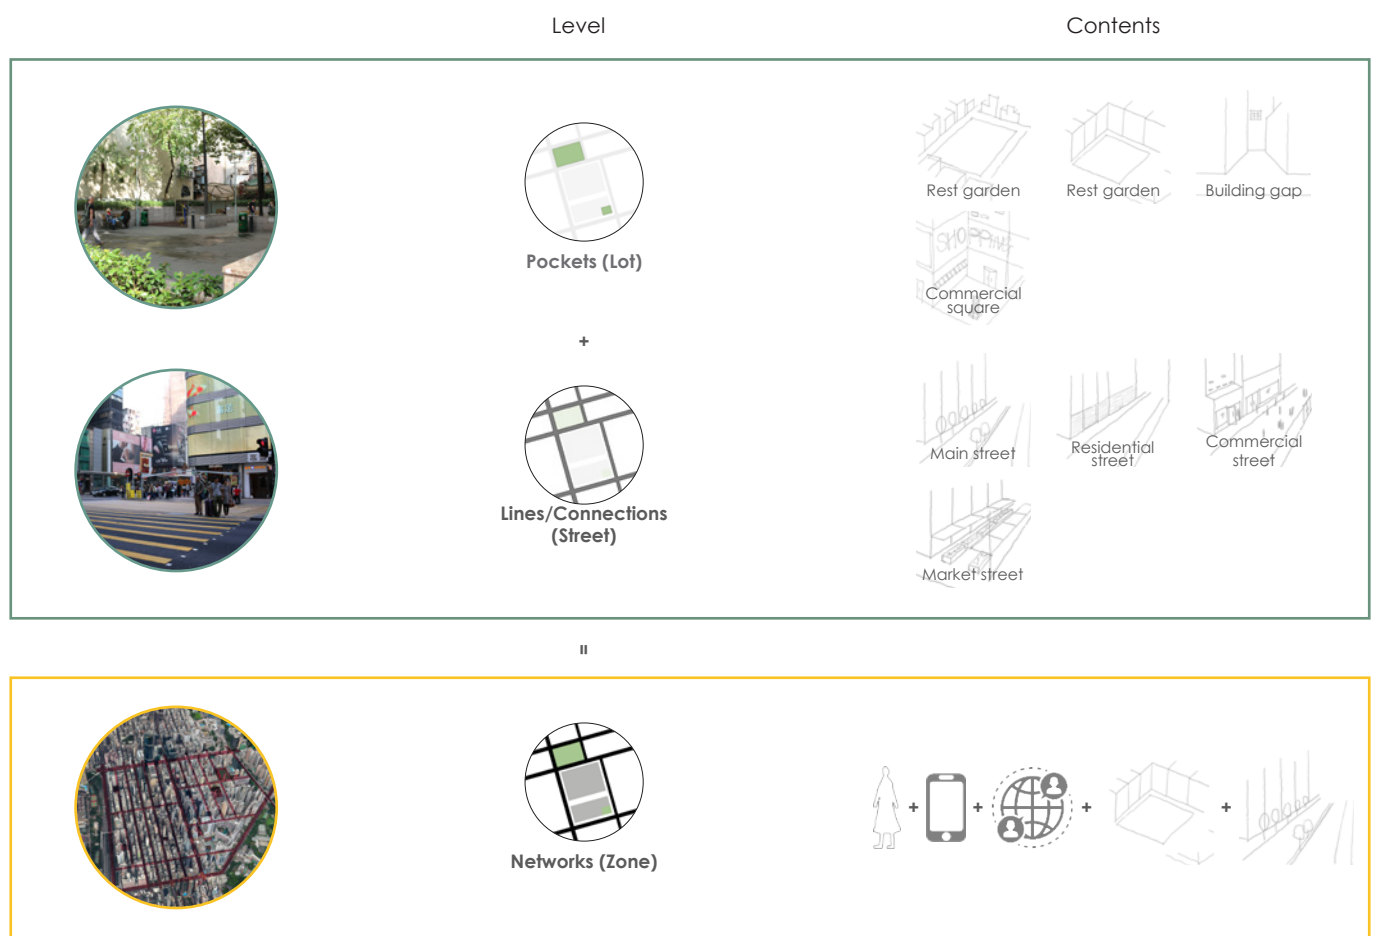 Level
Contents
Rest garden
Rest garden
Building gap
Pockets (Lot)
SHOPPING
Commercial
square
+
Main street
Residential
street
Commercial
street
Lines/Connections
(Street)
Market street
=
+
+
+
+
Networks (Zone)